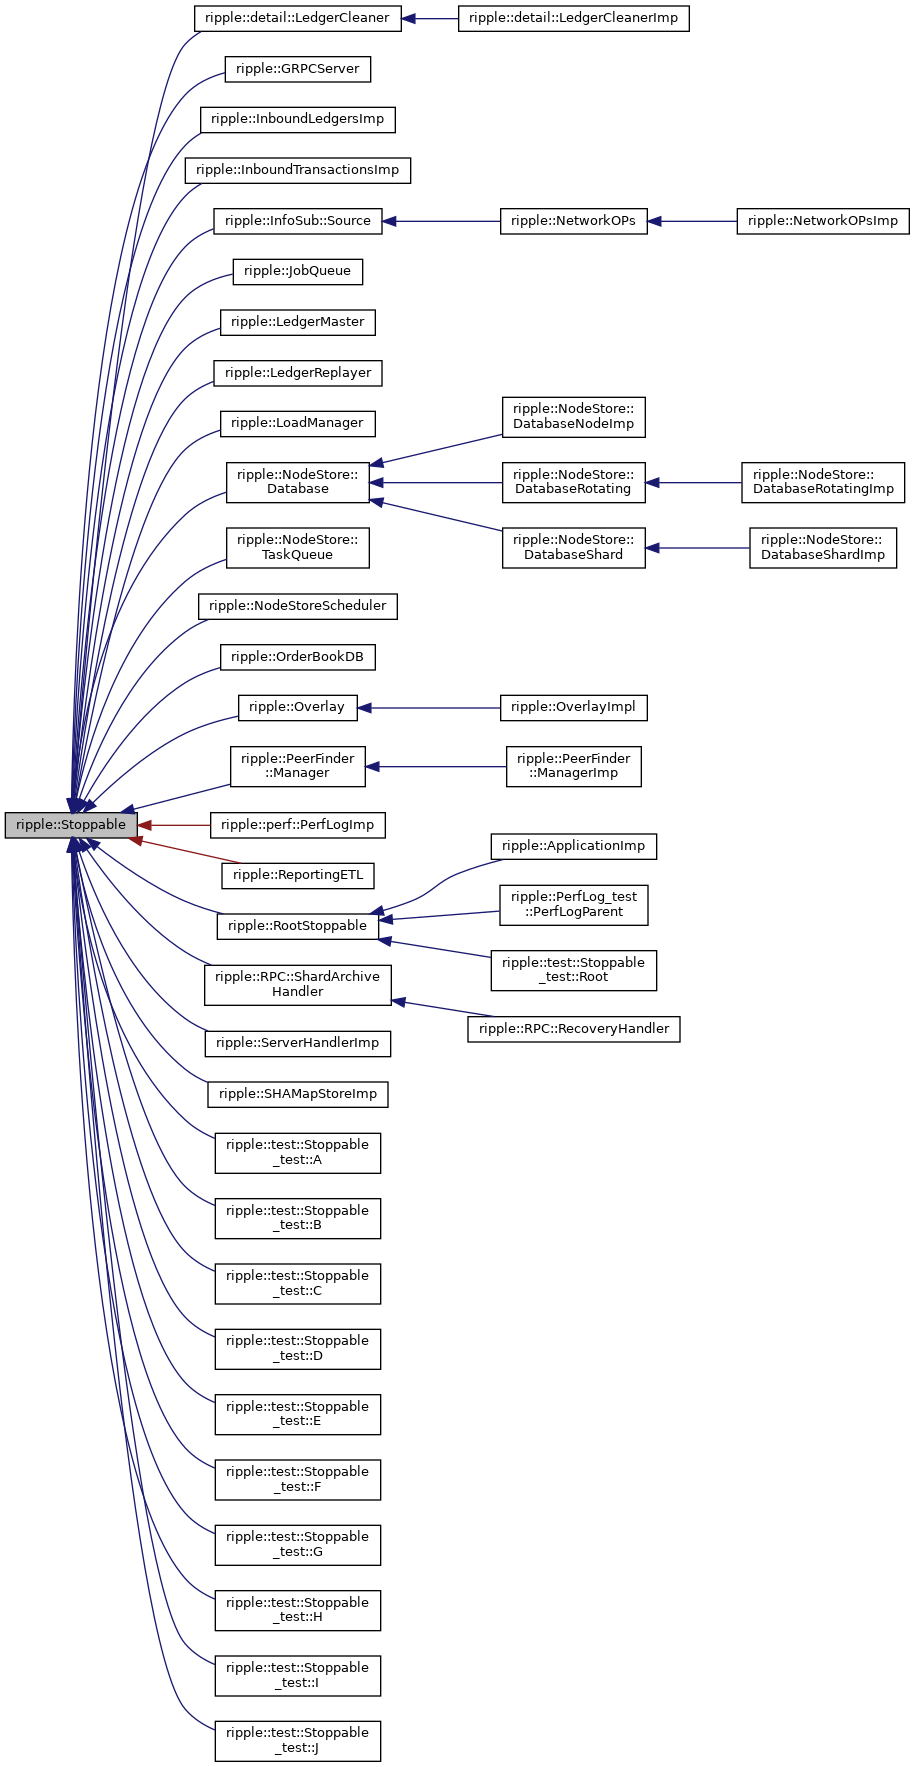 ripple::detail::LedgerCleaner
ripple::detail::LedgerCleanerImp
ripple::GRPCServer
ripple::InboundLedgersImp
ripple::InboundTransactionsImp
ripple::InfoSub::Source
ripple::NetworkOPs
ripple::NetworkOPsImp
ripple::JobQueue
ripple::LedgerMaster
ripple::LedgerReplayer
ripple::LoadManager
ripple::NodeStore::
DatabaseNodeImp
ripple::NodeStore::
Database
ripple::NodeStore::
DatabaseRotating
ripple::NodeStore::
DatabaseRotatingImp
ripple::NodeStore::
TaskQueue
ripple::NodeStore::
DatabaseShard
ripple::NodeStore::
DatabaseShardImp
ripple::NodeStoreScheduler
ripple::OrderBookDB
ripple::Overlay
ripple::OverlayImpl
ripple::PeerFinder
::Manager
ripple::PeerFinder
::ManagerImp
ripple::Stoppable
ripple::perf::PerfLogImp
ripple::ReportingETL
ripple::ApplicationImp
ripple::PerfLog_test
::PerfLogParent
ripple::RootStoppable
ripple::test::Stoppable
_test::Root
ripple::RPC::ShardArchive
Handler
ripple::RPC::RecoveryHandler
ripple::ServerHandlerImp
ripple::SHAMapStoreImp
ripple::test::Stoppable
_test::A
ripple::test::Stoppable
_test::B
ripple::test::Stoppable
_test::C
ripple::test::Stoppable
_test::D
ripple::test::Stoppable
_test::E
ripple::test::Stoppable
_test::F
ripple::test::Stoppable
_test::G
ripple::test::Stoppable
_test::H
ripple::test::Stoppable
_test::I
ripple::test::Stoppable
_test::J